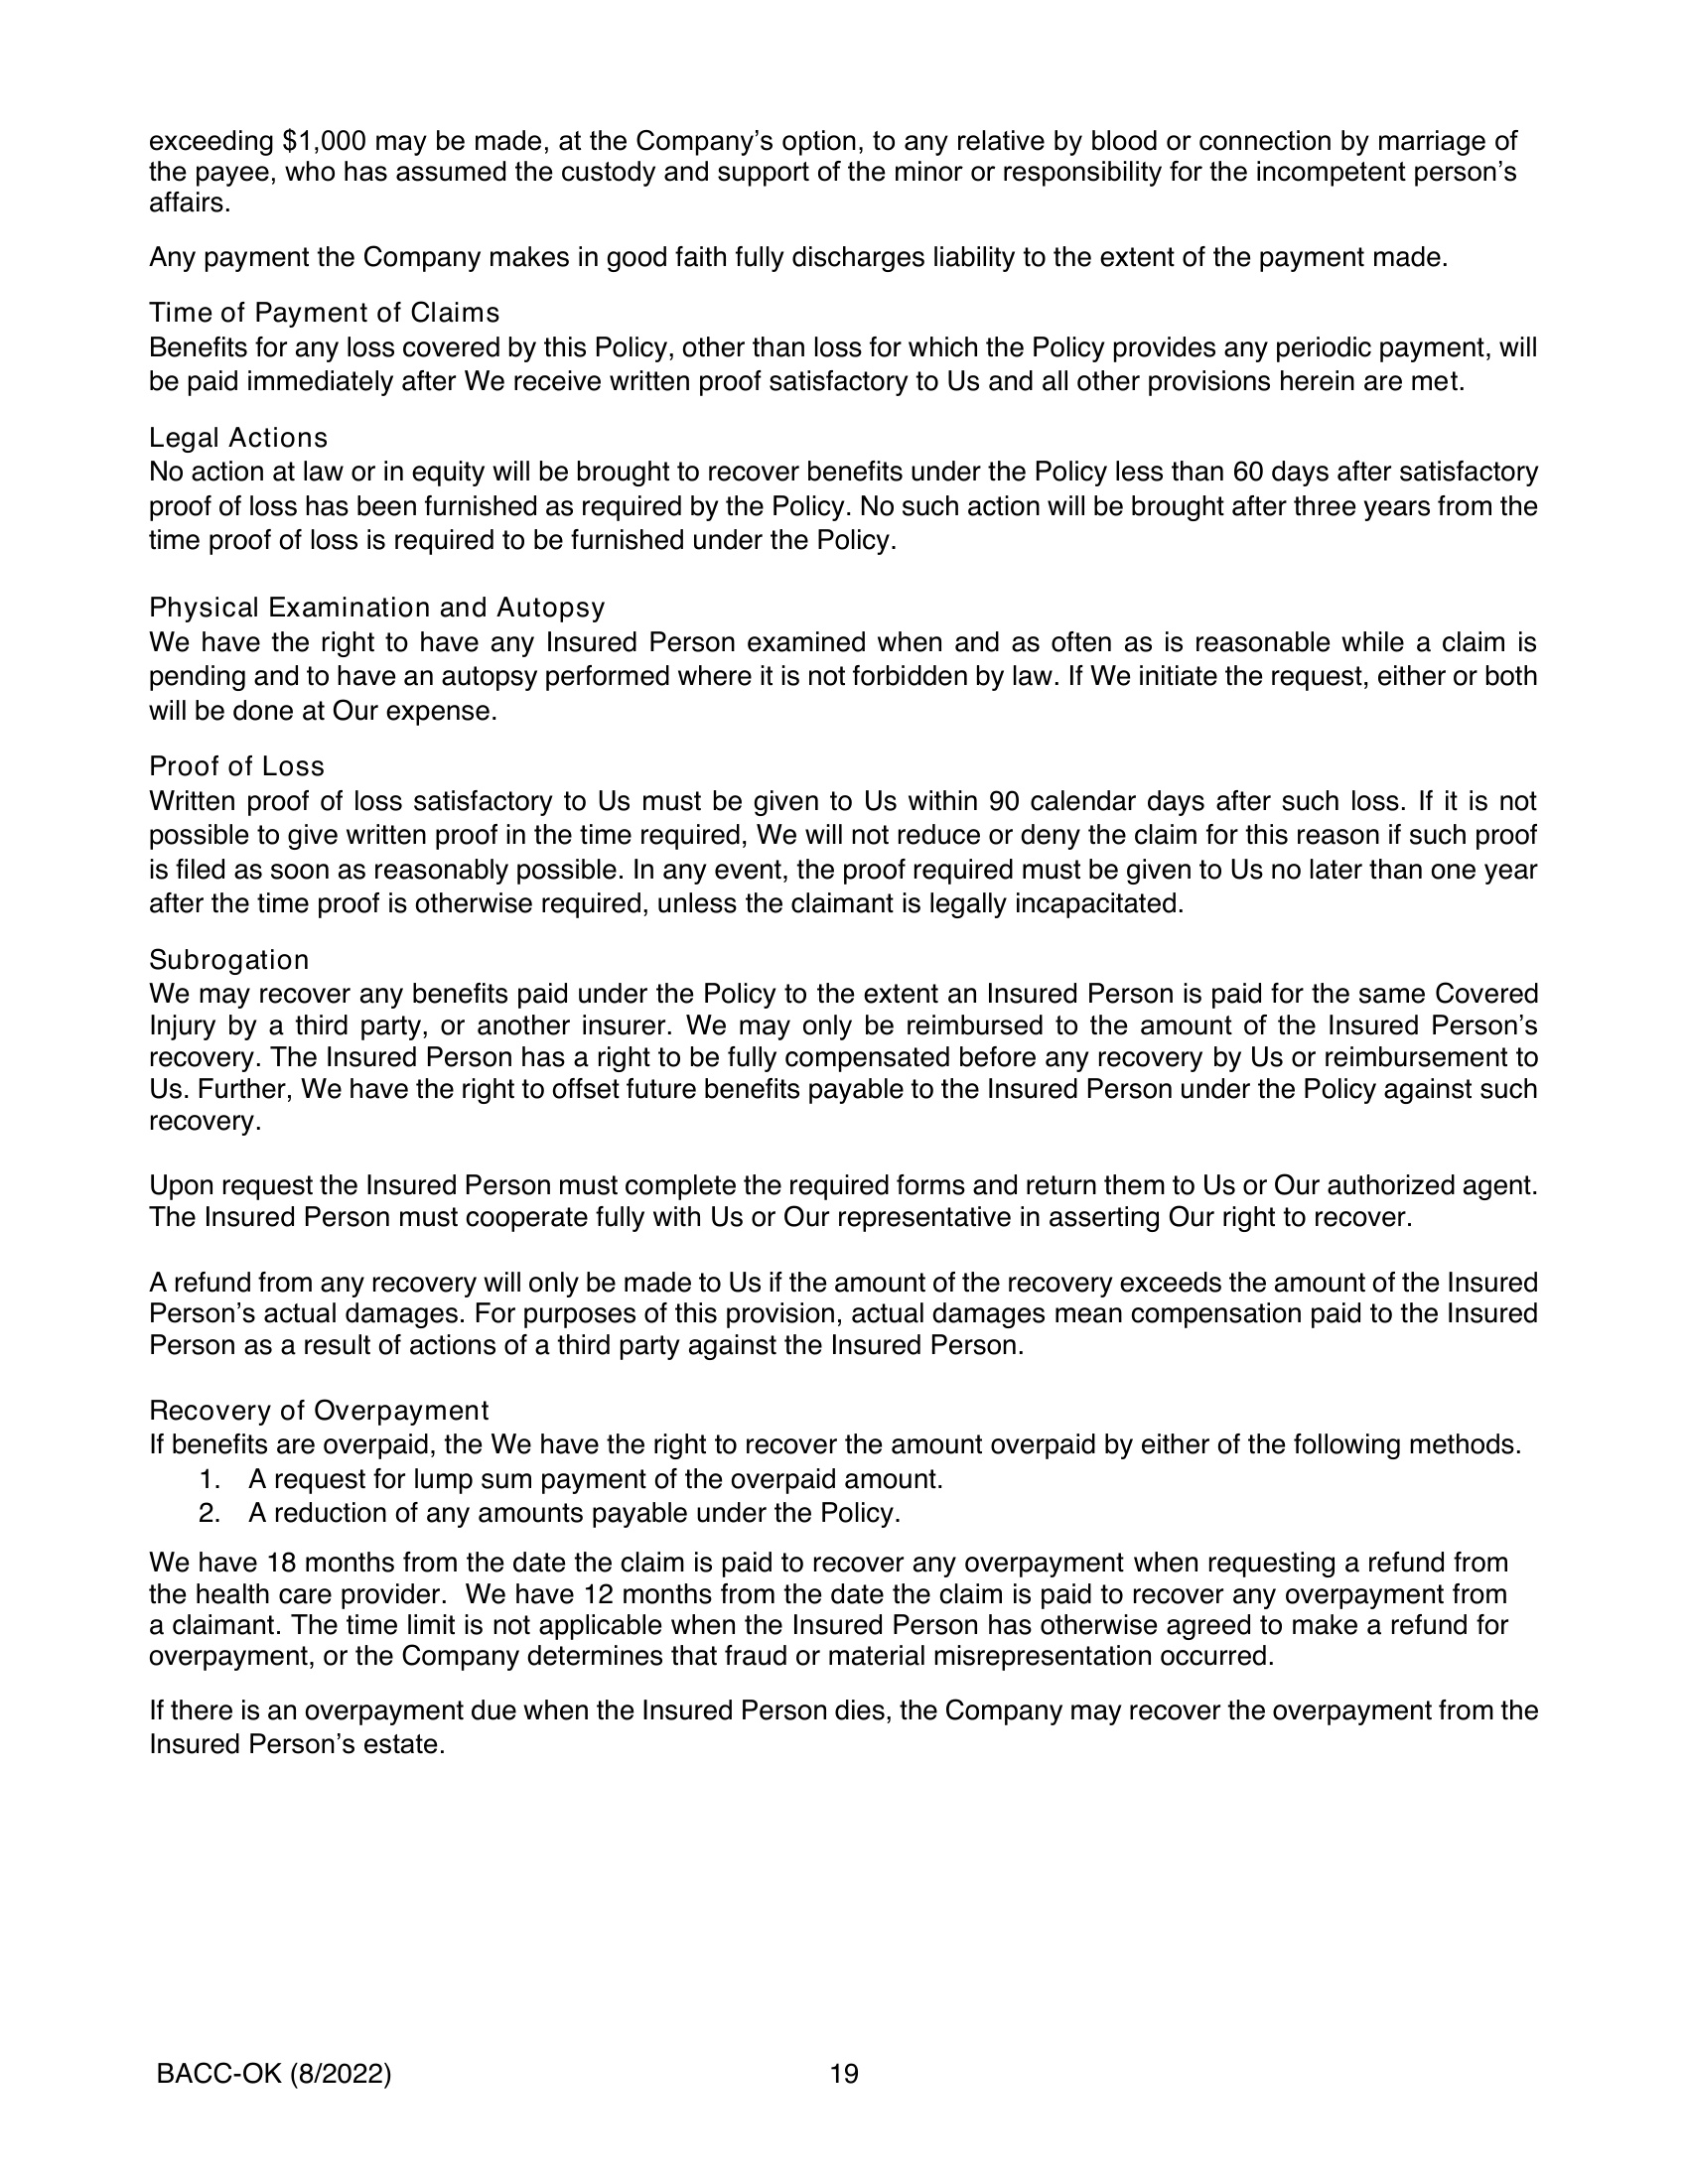 exceeding $1,000 may be made, at the Company’s option, to any relative by blood or connection by marriage of
the payee, who has assumed the custody and support of the minor or responsibility for the incompetent person’s
affairs.
Any payment the Company makes in good faith fully discharges liability to the extent of the payment made.
Time of Payment of Claims
Benefits for any loss covered by this Policy, other than loss for which the Policy provides any periodic payment, will
be paid immediately after We receive written proof satisfactory to Us and all other provisions herein are met.
Legal Actions
No action at law or in equity will be brought to recover benefits under the Policy less than 60 days after satisfactory
proof of loss has been furnished as required by the Policy. No such action will be brought after three years from the
time proof of loss is required to be furnished under the Policy.
Physical Examination and Autopsy
We have the right to have any Insured Person examined when and as often as is reasonable while a claim is
pending and to have an autopsy performed where it is not forbidden by law. If We initiate the request, either or both
will be done at Our expense.
Proof of Loss
Written proof of loss satisfactory to Us must be given to Us within 90 calendar days after such loss. If it is not
possible to give written proof in the time required, We will not reduce or deny the claim for this reason if such proof
is filed as soon as reasonably possible. In any event, the proof required must be given to Us no later than one year
after the time proof is otherwise required, unless the claimant is legally incapacitated.
Subrogation
We may recover any benefits paid under the Policy to the extent an Insured Person is paid for the same Covered
Injury by a third party, or another insurer. We may only be reimbursed to the amount of the Insured Person’s
recovery. The Insured Person has a right to be fully compensated before any recovery by Us or reimbursement to
Us. Further, We have the right to offset future benefits payable to the Insured Person under the Policy against such
recovery.
Upon request the Insured Person must complete the required forms and return them to Us or Our authorized agent.
The Insured Person must cooperate fully with Us or Our representative in asserting Our right to recover.
A refund from any recovery will only be made to Us if the amount of the recovery exceeds the amount of the Insured
Person’s actual damages. For purposes of this provision, actual damages mean compensation paid to the Insured
Person as a result of actions of a third party against the Insured Person.
Recovery of Overpayment
If benefits are overpaid, the We have the right to recover the amount overpaid by either of the following methods.
1. A request for lump sum payment of the overpaid amount.
2. A reduction of any amounts payable under the Policy.
We have 18 months from the date the claim is paid to recover any overpayment when requesting a refund from
the health care provider.  We have 12 months from the date the claim is paid to recover any overpayment from
a claimant. The time limit is not applicable when the Insured Person has otherwise agreed to make a refund for
overpayment, or the Company determines that fraud or material misrepresentation occurred.
If there is an overpayment due when the Insured Person dies, the Company may recover the overpayment from the
Insured Person’s estate.
BACC-OK (8/2022) 19